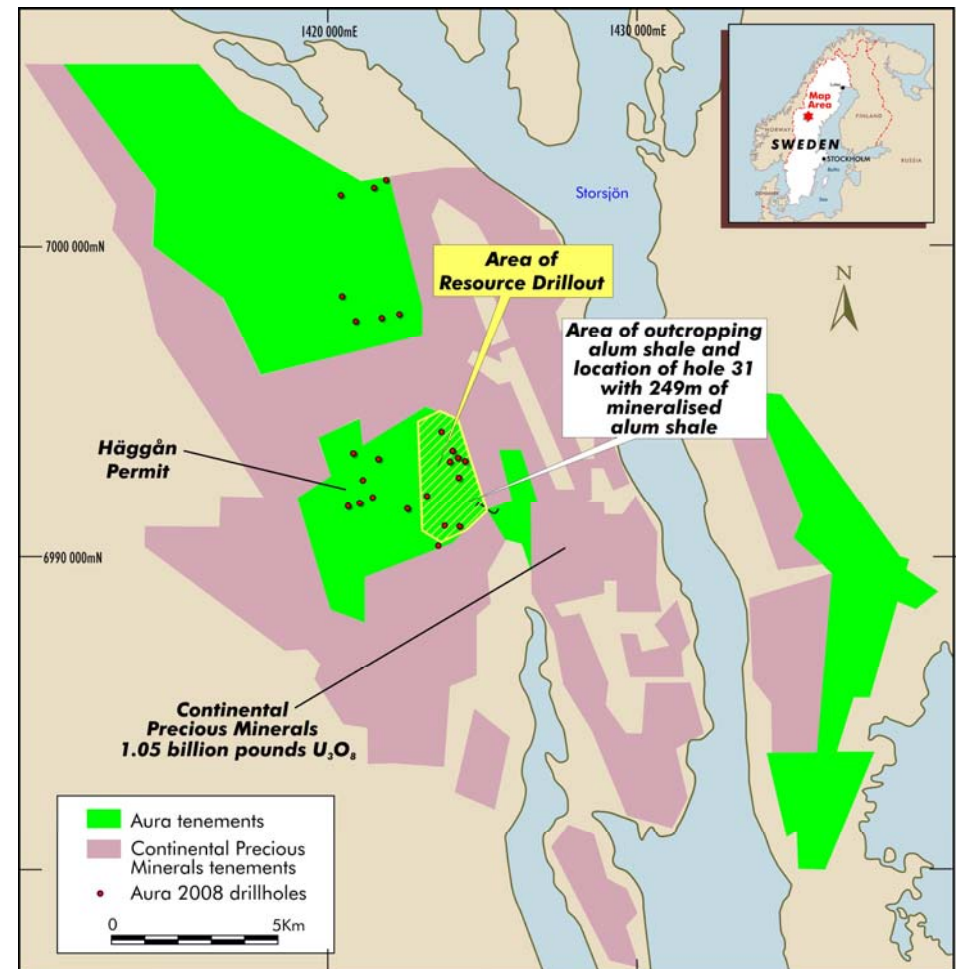 1420 000mE
1430 000mE
Map
Area
NORWAY
SWEDEN
FINLAND
STOCKHOLM
RUSSIA
Baltic
Sea
Storsjön
7000 000mN
N
Area of
Resource Drillout
Area of outcropping
alum shale and
location of hole 31
with 249m of
mineralised
alum shale
Häggån
Permit
6990 000mN
Continental
Precious Minerals
1.05 billion pounds U₃O₈
Aura tenements
Continental Precious
Minerals tenements
Aura 2008 drillholes
0
5Km